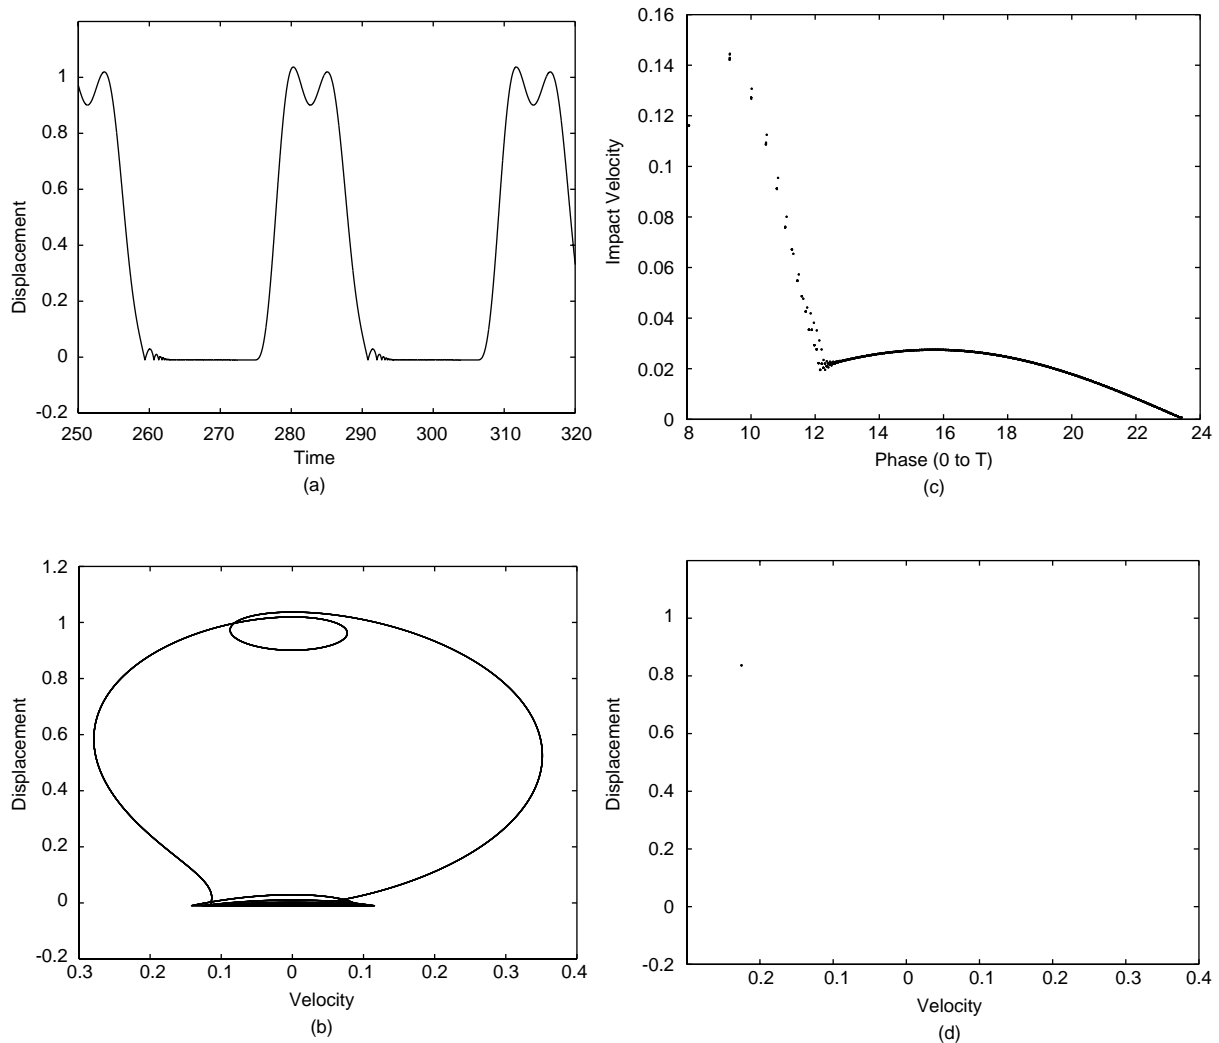 1
0.8
0.6
0.4
0.2
0
-0.2
Displacement
250 260 270 280 290 300 310 320
Time
(a)
0.16
0.14
0.12
0.1
0.08
0.06
0.04
0.02
0
Impact Velocity
8 10 12 14 16 18 20 22 24
Phase (0 to T)
(c)
1.2
1
0.8
0.6
0.4
0.2
0
-0.2
Displacement
0.3 0.2 0.1 0 0.1 0.2 0.3 0.4
Velocity
(b)
1
0.8
0.6
0.4
0.2
0
-0.2
Displacement
0.2 0.1 0 0.1 0.2 0.3 0.4
Velocity
(d)